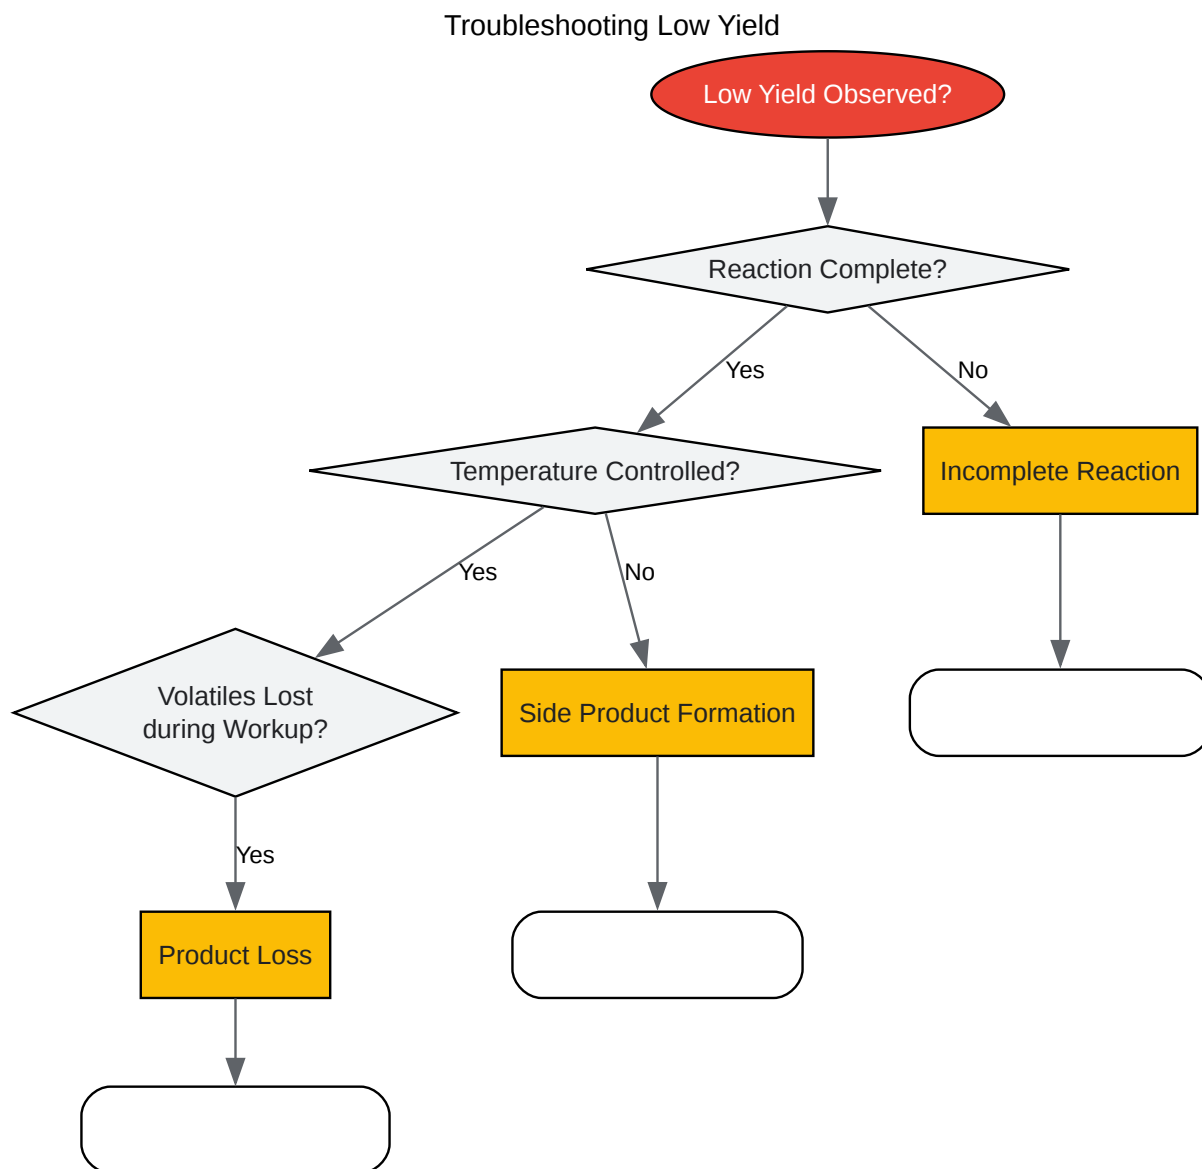 Troubleshooting Low Yield
Low Yield Observed?
Reaction Complete?
Yes
No
Temperature Controlled?
Incomplete Reaction
Yes
No
Volatiles Lost
during Workup?
Side Product Formation
Yes
Product Loss